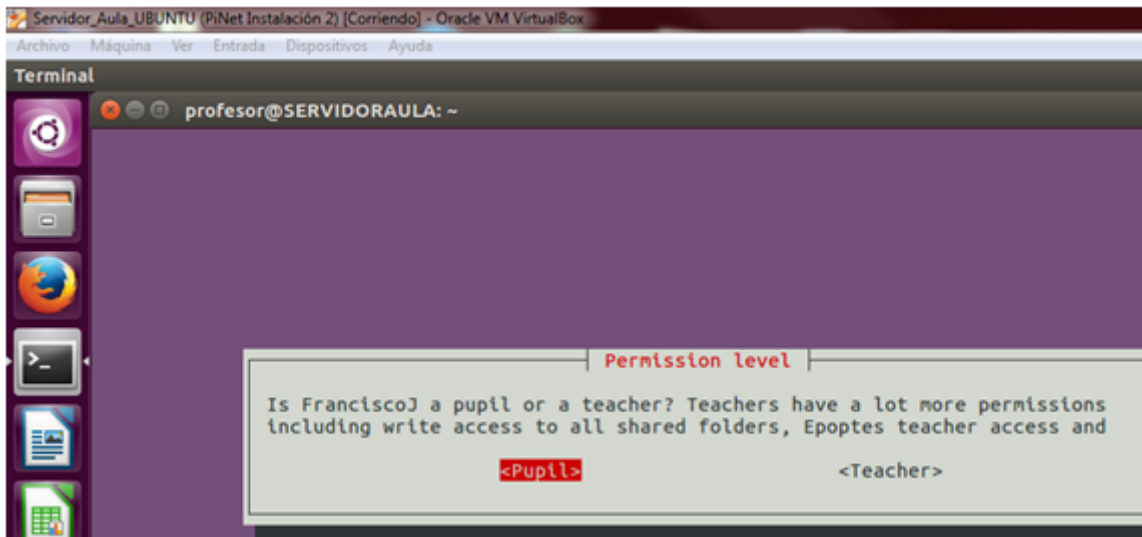 Servidor_Aula_UBUNTU (PiNet Instalación 2) [Corriendo] - Oracle VM VirtualBox
Archivo Máquina Ver Entrada Dispositivos Ayuda
Terminal
profesor@SERVIDORAULA: ~
Permission level
Is FranciscoJ a pupil or a teacher? Teachers have a lot more permissions
including write access to all shared folders, Epoptes teacher access and
<Pupil> <Teacher>